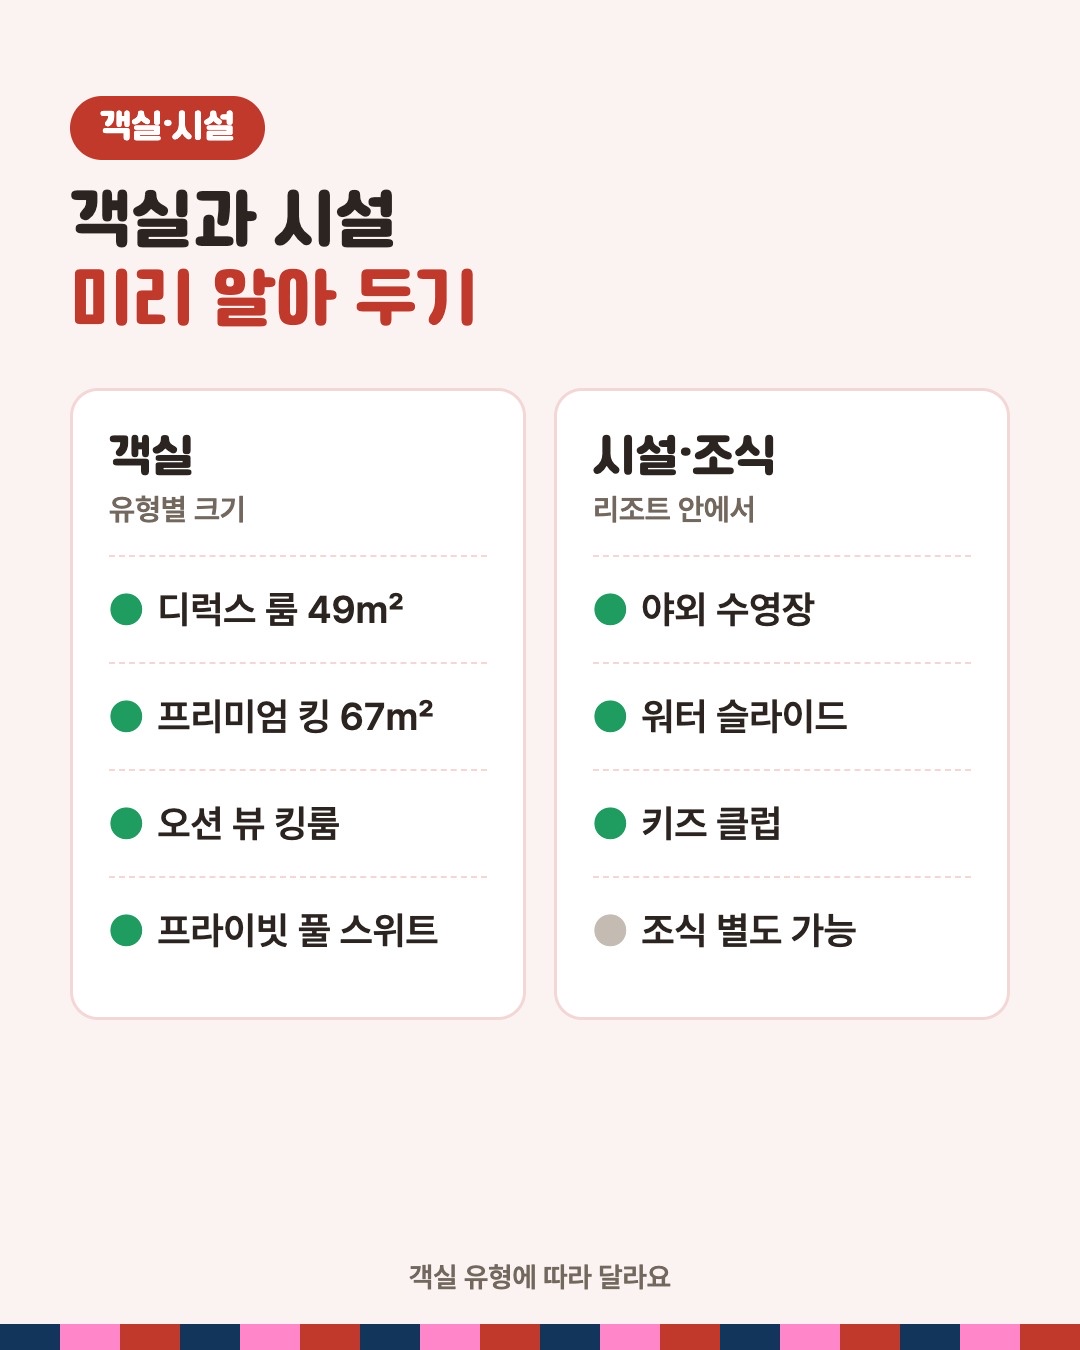 객실·시설
객실과 시설
미리 알아 두기
객실
유형별 크기
디럭스 룸 49m²
프리미엄 킹 67m²
오션 뷰 킹룸
프라이빗 풀 스위트
시설·조식
리조트 안에서
야외 수영장
워터 슬라이드
키즈 클럽
조식 별도 가능
객실 유형에 따라 달라요